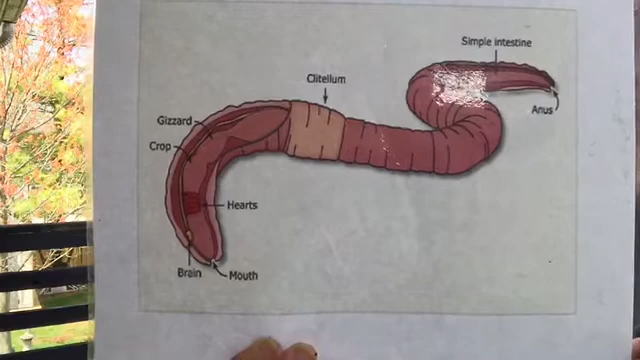 Simple intestine
Clitellum
Anus
Gizzard
Crop
Hearts
Brain
Mouth